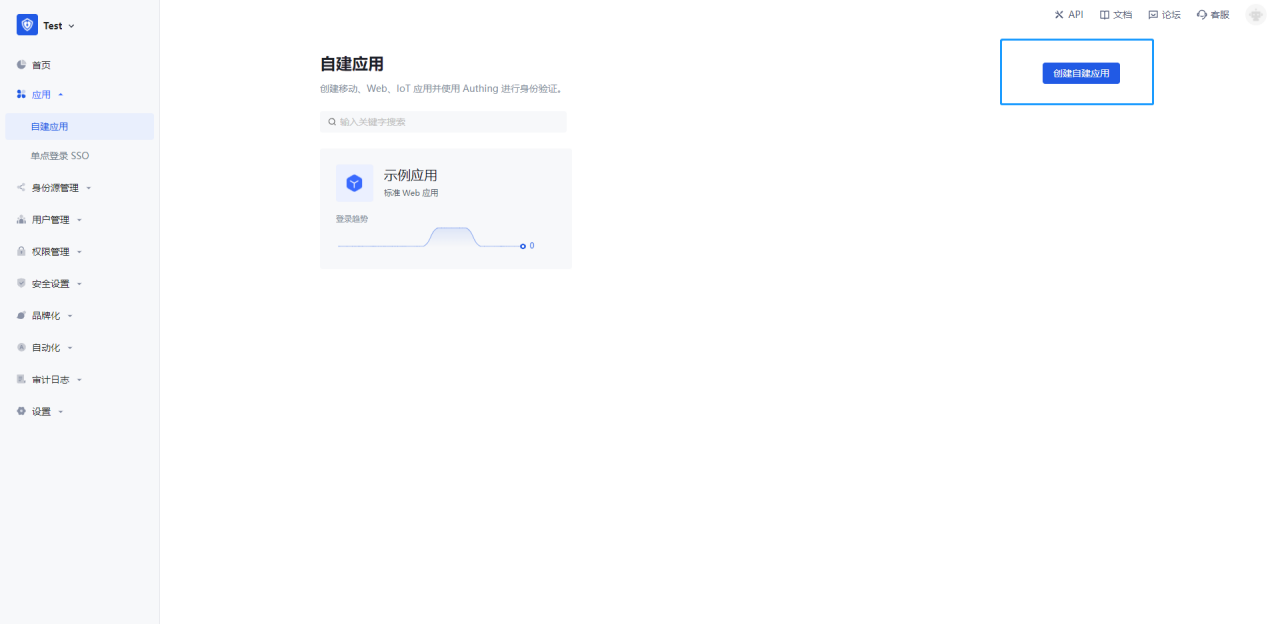 Test
API
文档
论坛
客服
首页
应用
自建应用
单点登录 SSO
身份源管理
用户管理
权限管理
安全设置
品牌化
自动化
审计日志
设置
自建应用
创建自建应用
创建移动、Web、IoT 应用并使用 Authing 进行身份验证。
输入关键字搜索
示例应用
标准 Web 应用
登录趋势
0